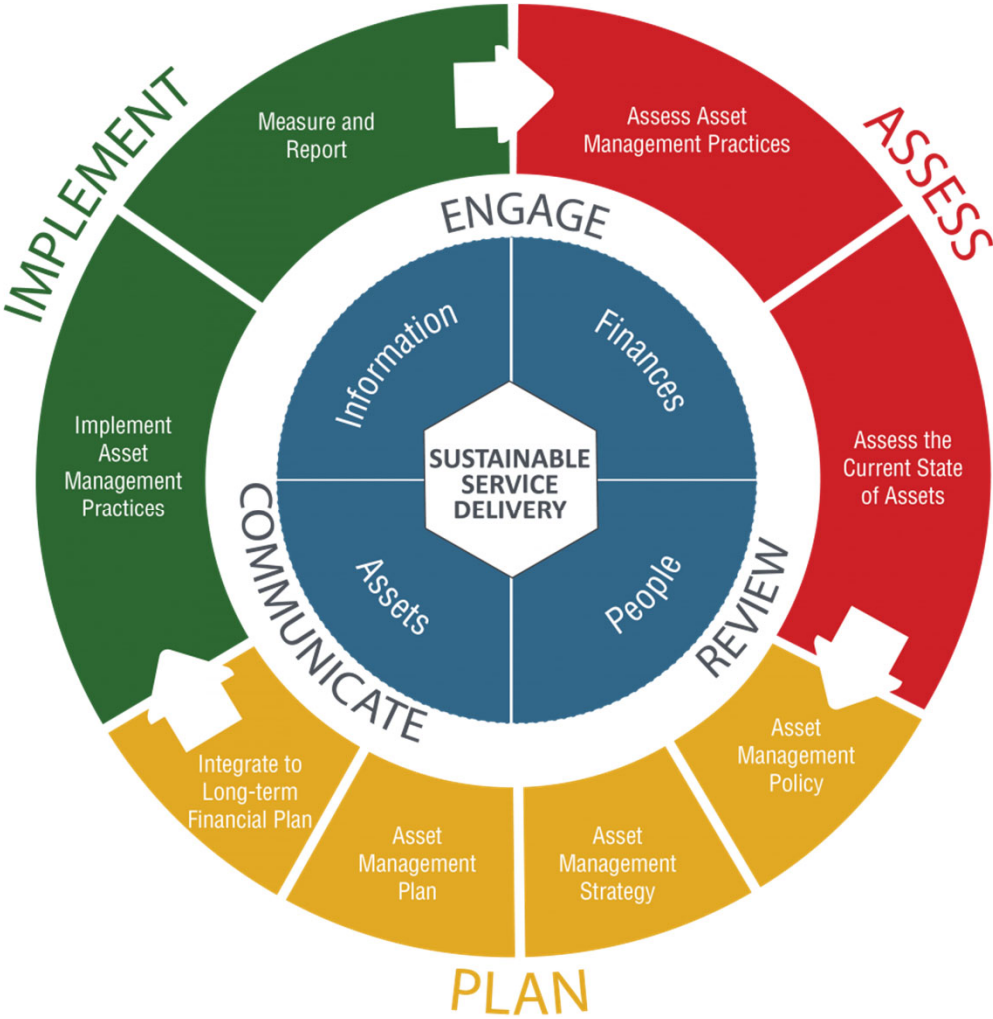 IMPLEMENT
Measure and
Report
Implement
Asset
Management
Practices
ASSESS
Assess Asset
Management Practices
Assess the
Current State
of Assets
PLAN
Asset
Management
Policy
Asset
Management
Strategy
Asset
Management
Plan
Integrate to
Long-term
Financial Plan
ENGAGE
REVIEW
COMMUNICATE
Information
Finances
People
Assets
SUSTAINABLE
SERVICE
DELIVERY